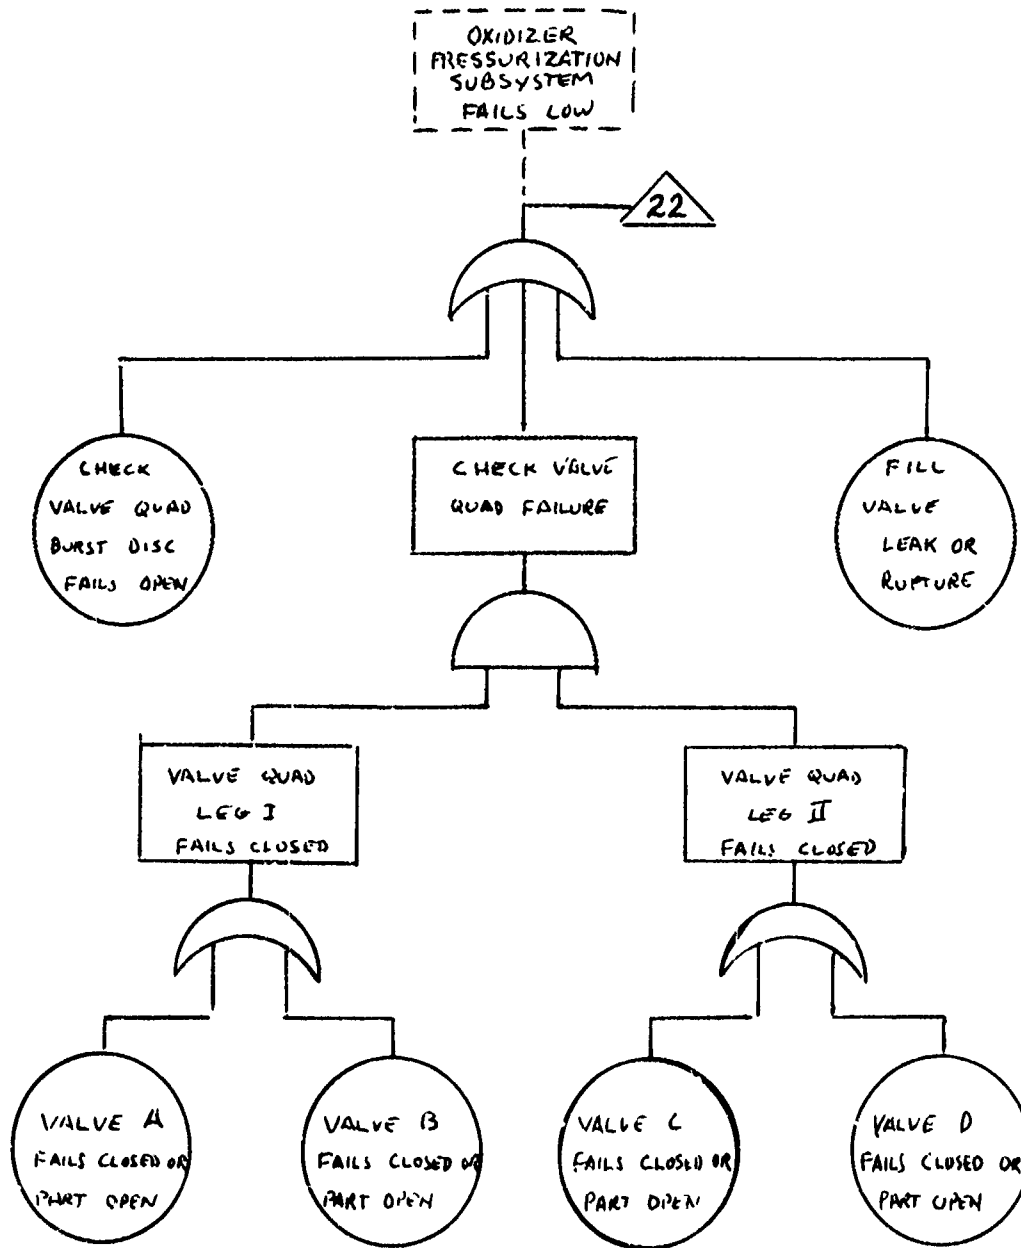 OXIDIZER
PRESSURIZATION
SUBSYSTEM
FAILS LOW
22
CHECK
VALVE QUAD
BURST DISC
FAILS OPEN
CHECK VALVE
QUAD FAILURE
FILL
VALVE
LEAK OR
RUPTURE
VALVE QUAD
LEG I
FAILS CLOSED
VALVE QUAD
LEG II
FAILS CLOSED
VALVE A
FAILS CLOSED OR
PART OPEN
VALVE B
FAILS CLOSED OR
PART OPEN
VALVE C
FAILS CLOSED OR
PART OPEN
VALVE D
FAILS CLOSED OR
PART OPEN